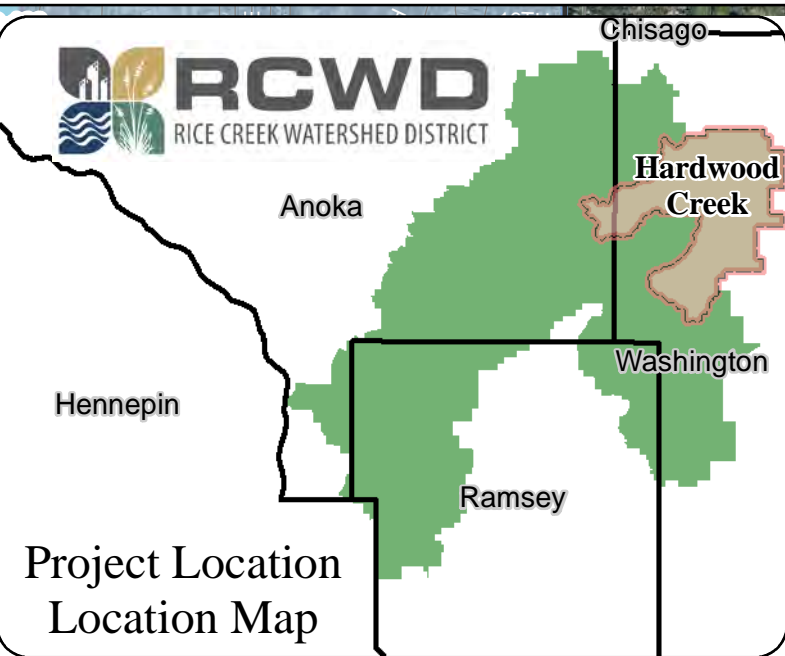 Chisago
RCWD
RICE CREEK WATERSHED DISTRICT
Hardwood
Creek
Anoka
Washington
Hennepin
Ramsey
Project Location
Location Map